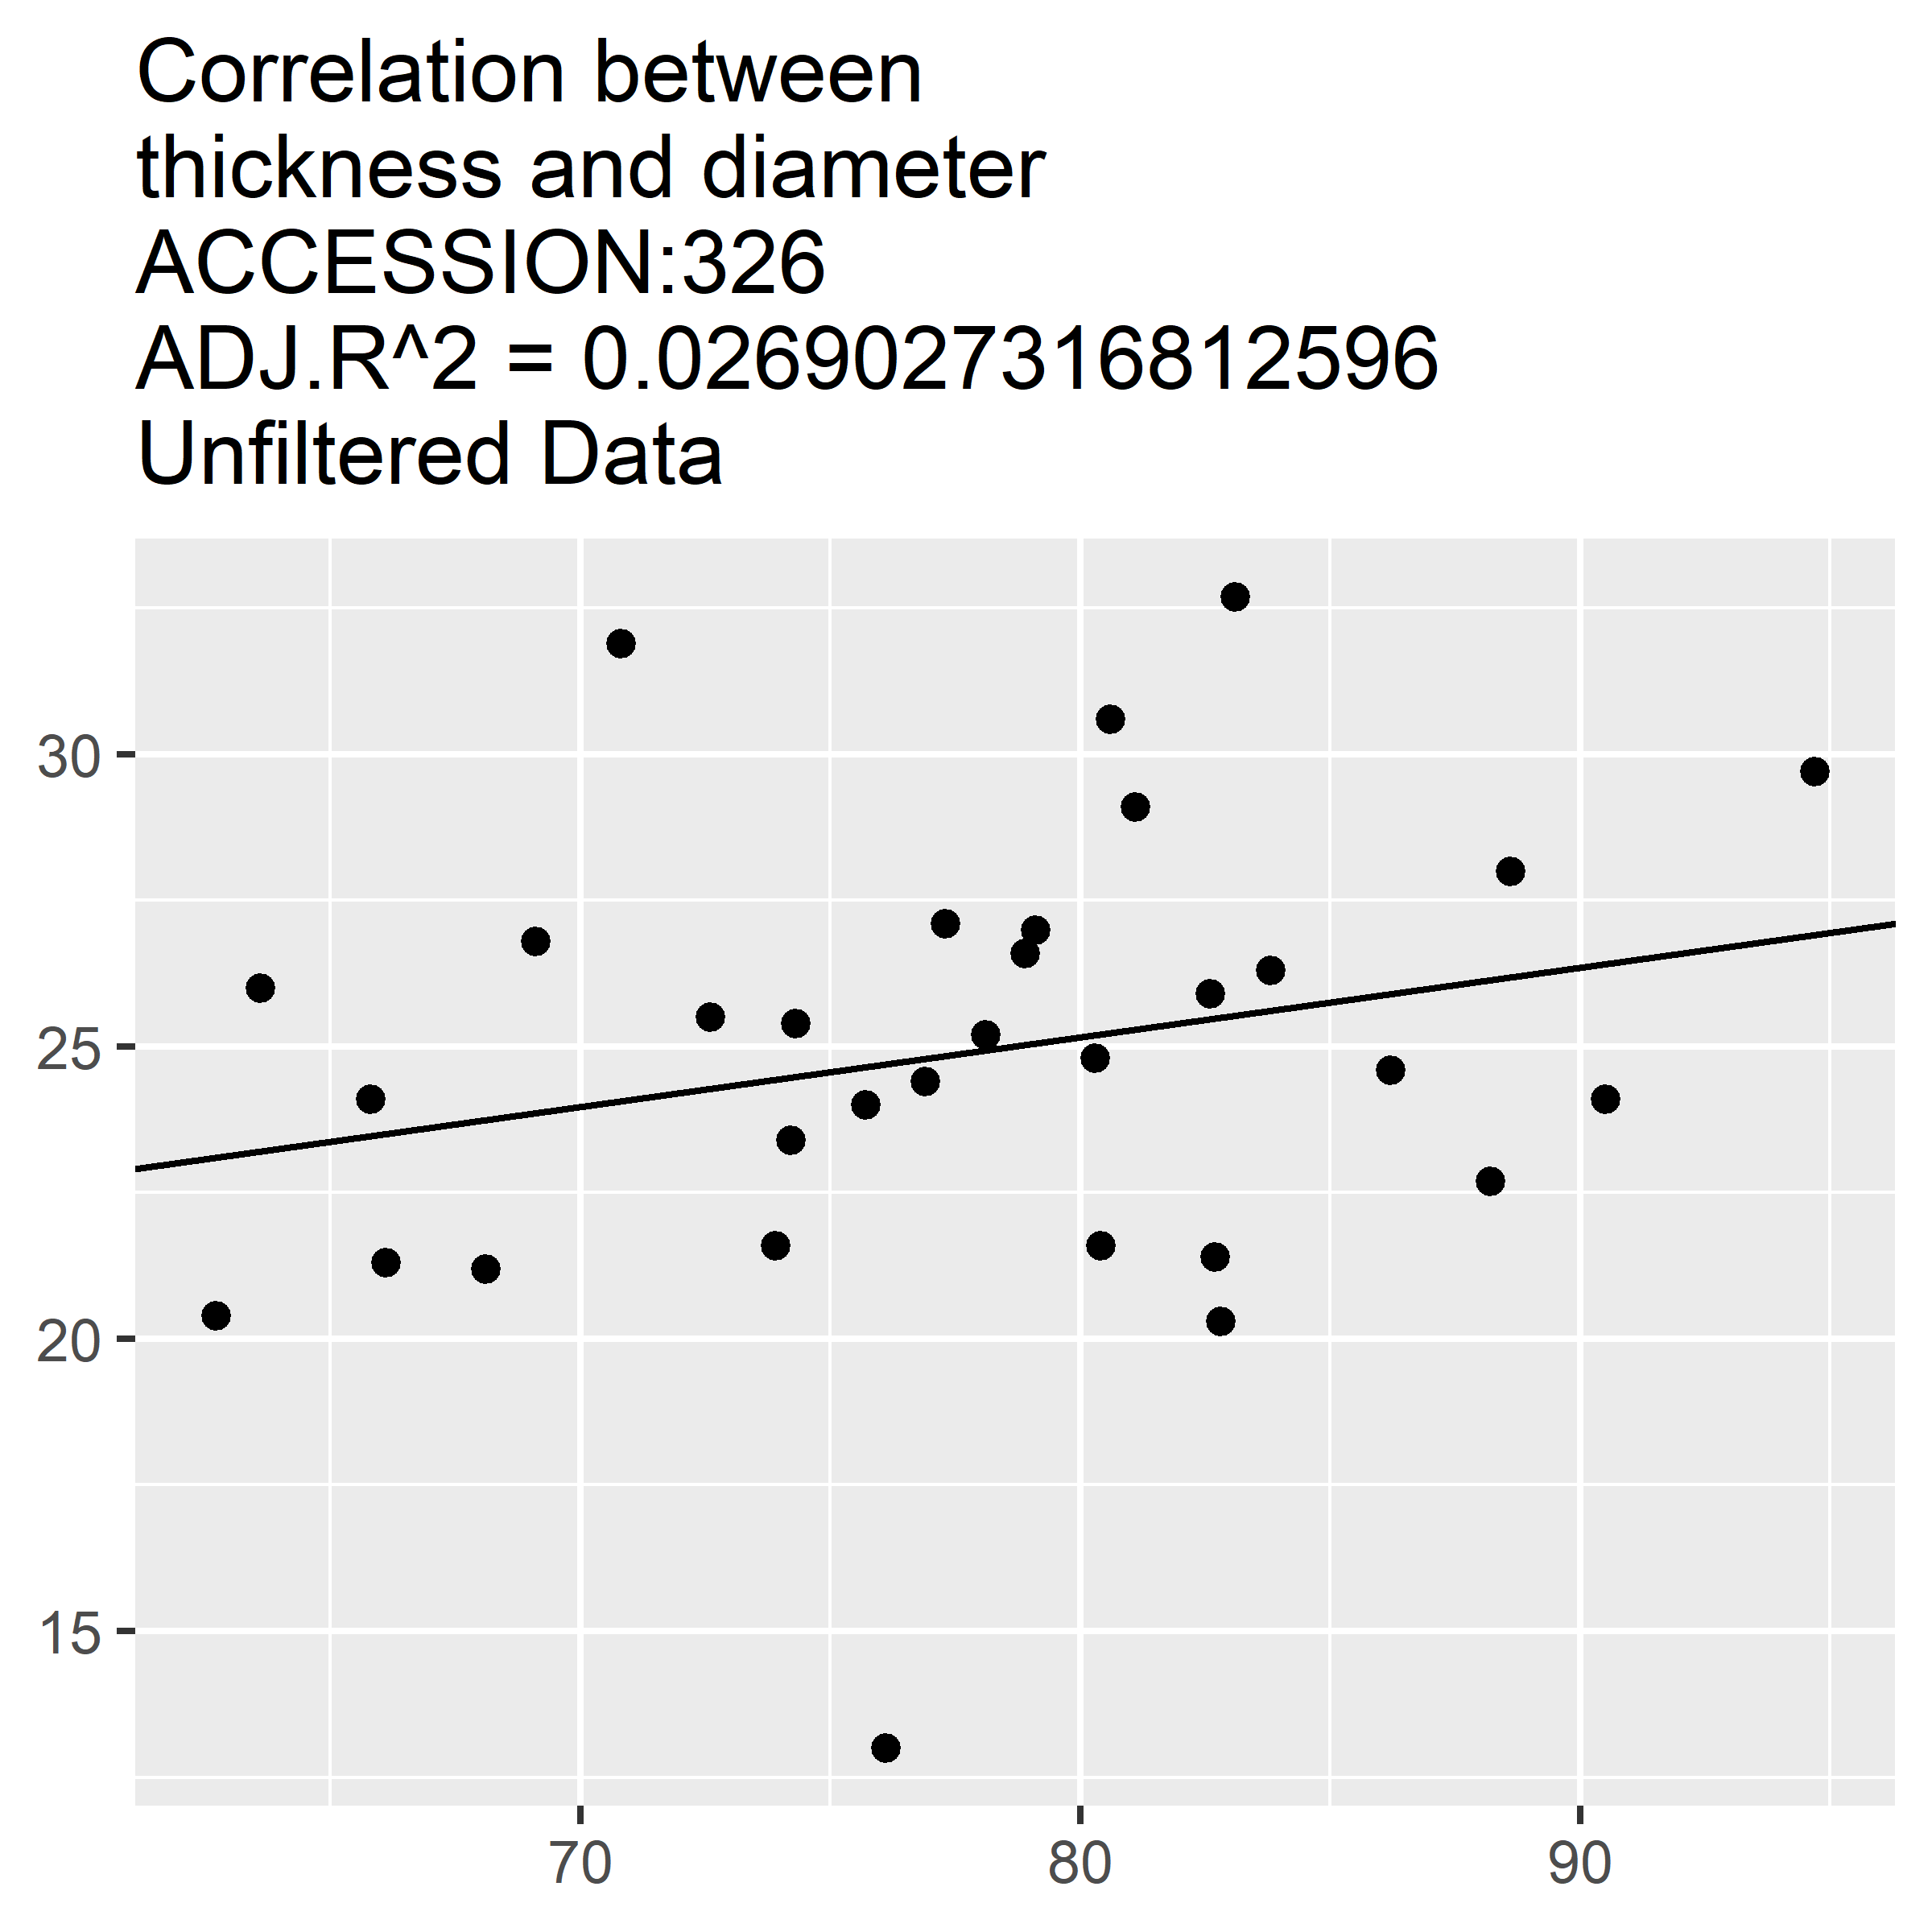 Correlation between
thickness and diameter
ACCESSION:326
ADJ.R^2 = 0.0269027316812596
Unfiltered Data
30
25
20
15
70 80 90